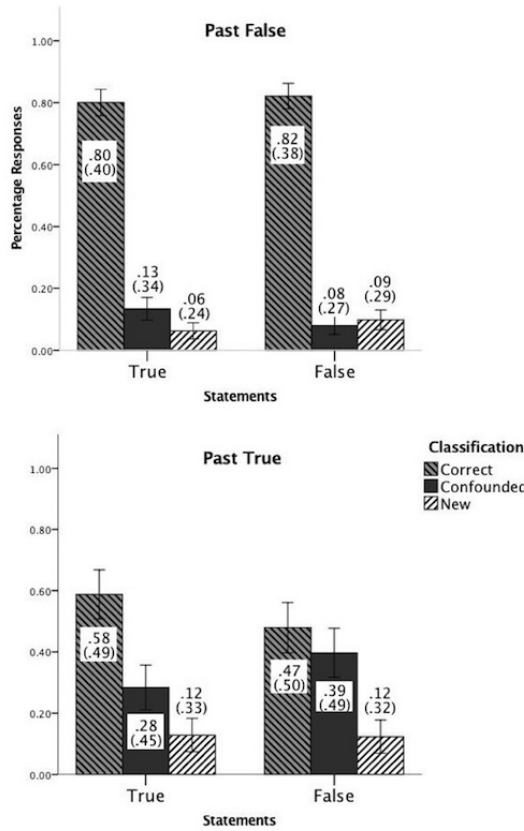 Past False
Percentage Responses
1.00
0.80
0.60
0.40
0.20
0.00
.80
(.40)
.13
(.34)
.06
(.24)
.82
(.38)
.08
(.27)
.09
(.29)
True
False
Statements
Past True
1.00
0.80
0.60
0.40
0.20
0.00
.58
(.49)
.28
(.45)
.12
(.33)
.47
(.50)
.39
(.49)
.12
(.32)
True
False
Statements
Classification
Correct
Confounded
New